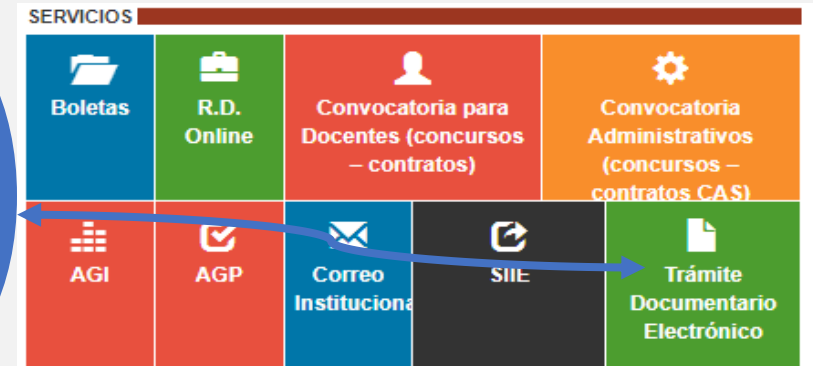 SERVICIOS
Boletas
R.D.
Online
Convocatoria para
Docentes (concursos
– contratos)
Convocatoria
Administrativos
(concursos –
contratos CAS)
AGI
AGP
Correo
Instituciona
SIIE
Trámite
Documentario
Electrónico